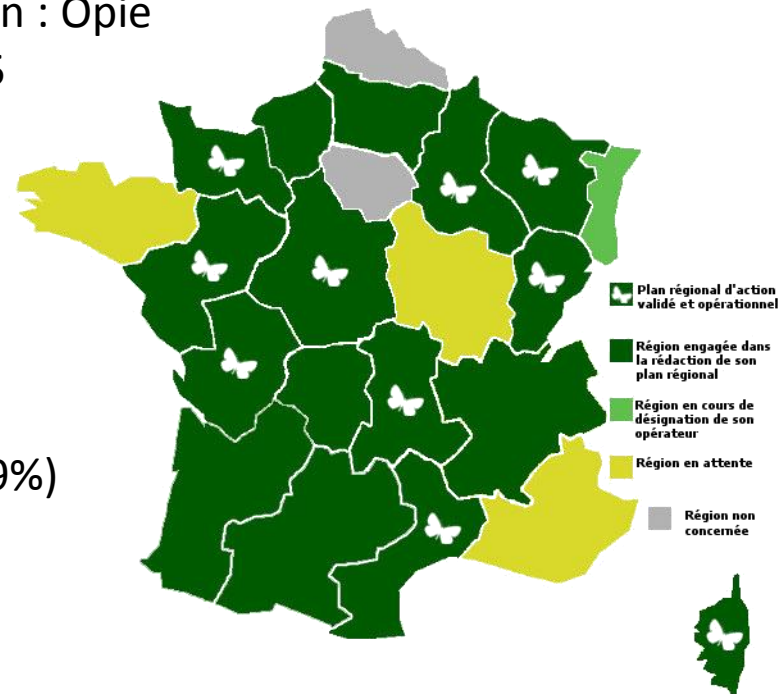 n : Opie
9%)
Plan régional d'action
validé et opérationnel
Région engagée dans
la rédaction de son
plan régional
Région en cours de
désignation de son
opérateur
Région en attente
Région non
concernée